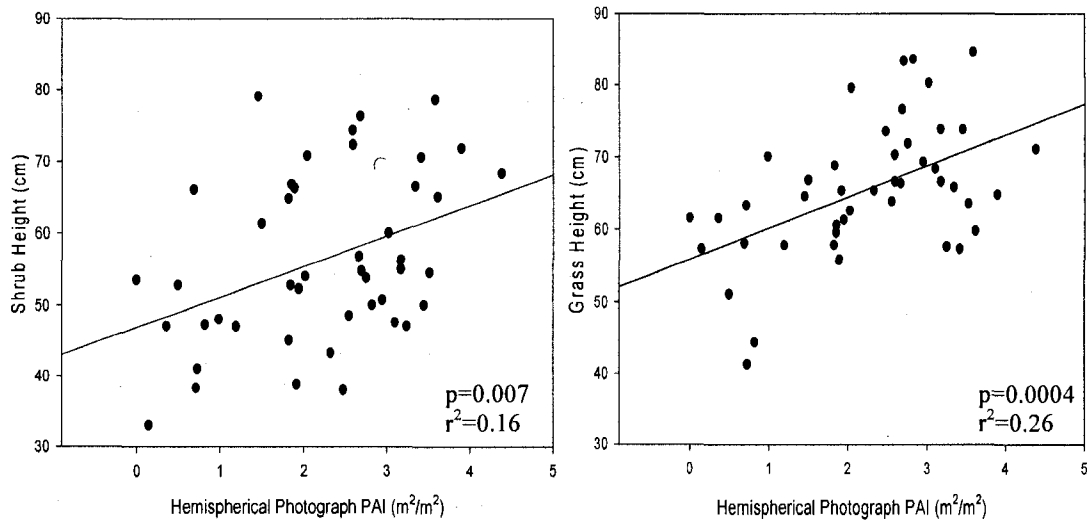 90
80
70
60
50
40
30
Shrub Height (cm)
0 1 2 3 4 5
Hemispherical Photograph PAI (m²/m²)
p=0.007
r²=0.16
90
80
70
60
50
40
30
Grass Height (cm)
0 1 2 3 4 5
Hemispherical Photograph PAI (m²/m²)
p=0.0004
r²=0.26